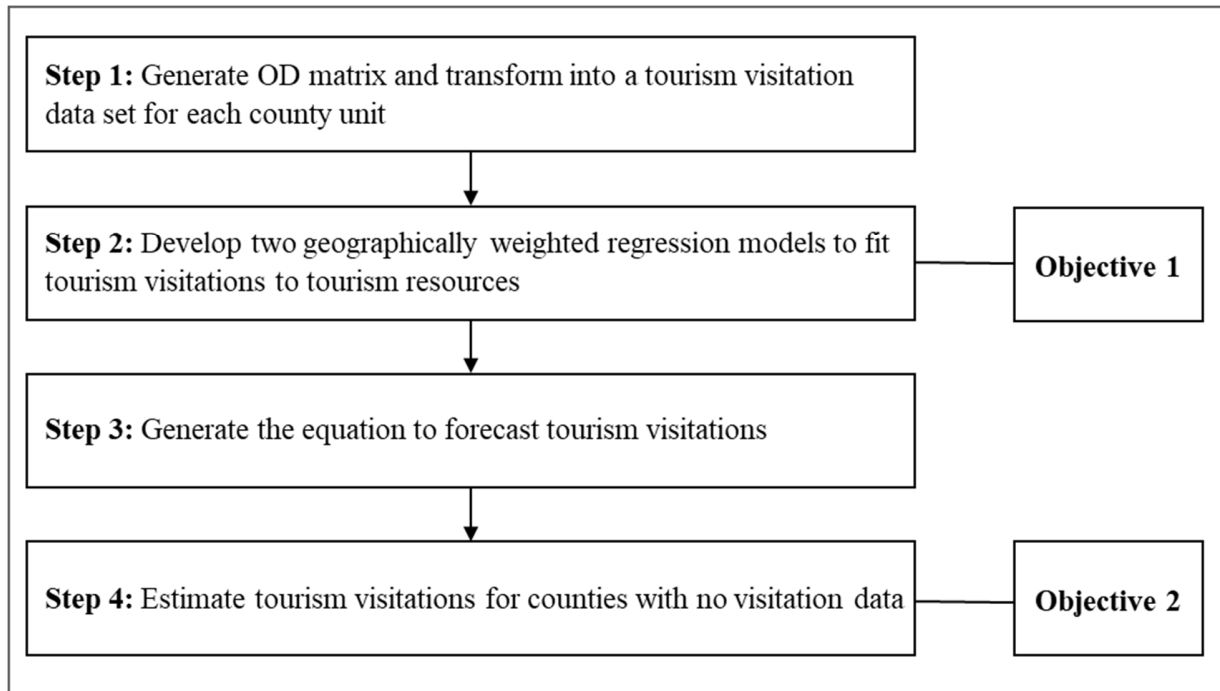 Step 1: Generate OD matrix and transform into a tourism visitation
data set for each county unit
Step 2: Develop two geographically weighted regression models to fit
tourism visitations to tourism resources
Objective 1
Step 3: Generate the equation to forecast tourism visitations
Step 4: Estimate tourism visitations for counties with no visitation data
Objective 2